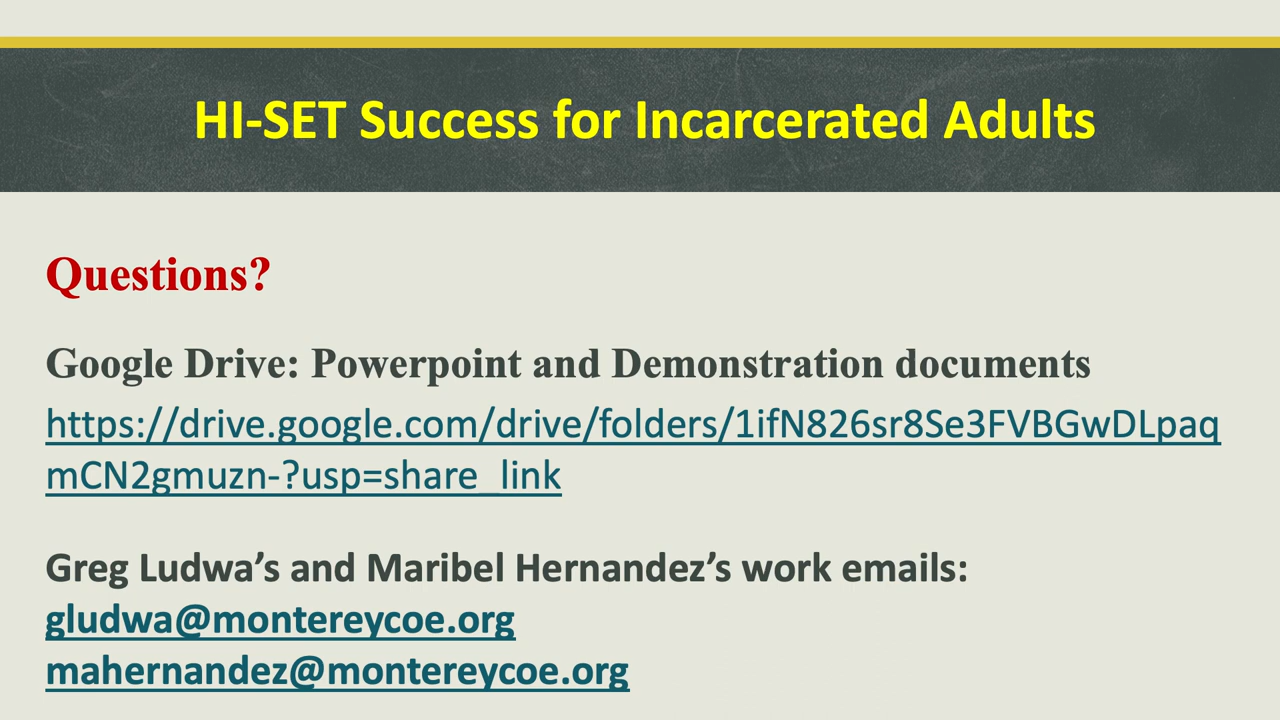 HI-SET Success for Incarcerated Adults
Questions?
Google Drive: Powerpoint and Demonstration documents
https://drive.google.com/drive/folders/1ifN826sr8Se3FVBGwDLpaq
mCN2gmuzn-?usp=share_link
Greg Ludwa’s and Maribel Hernandez’s work emails:
gludwa@montereycoe.org
mahernandez@montereycoe.org